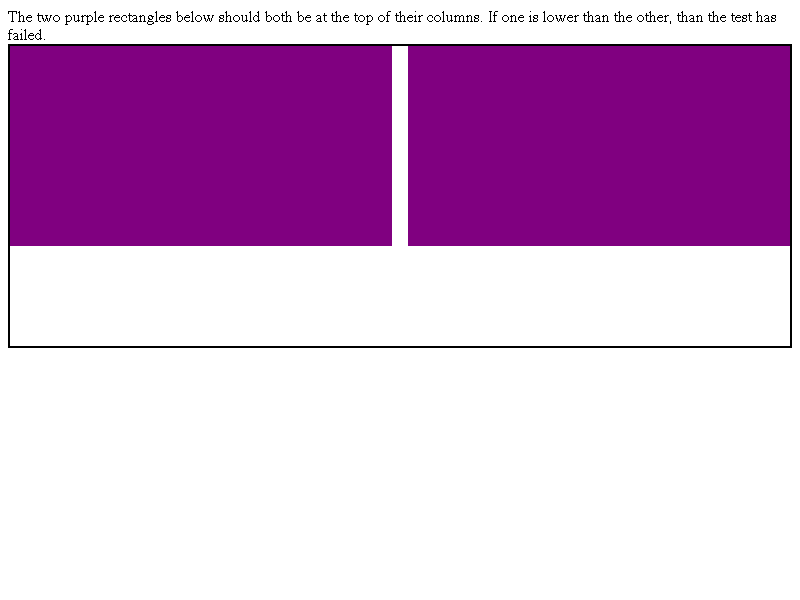 The two purple rectangles below should both be at the top of their columns. If one is lower than the other, than the test has
failed.